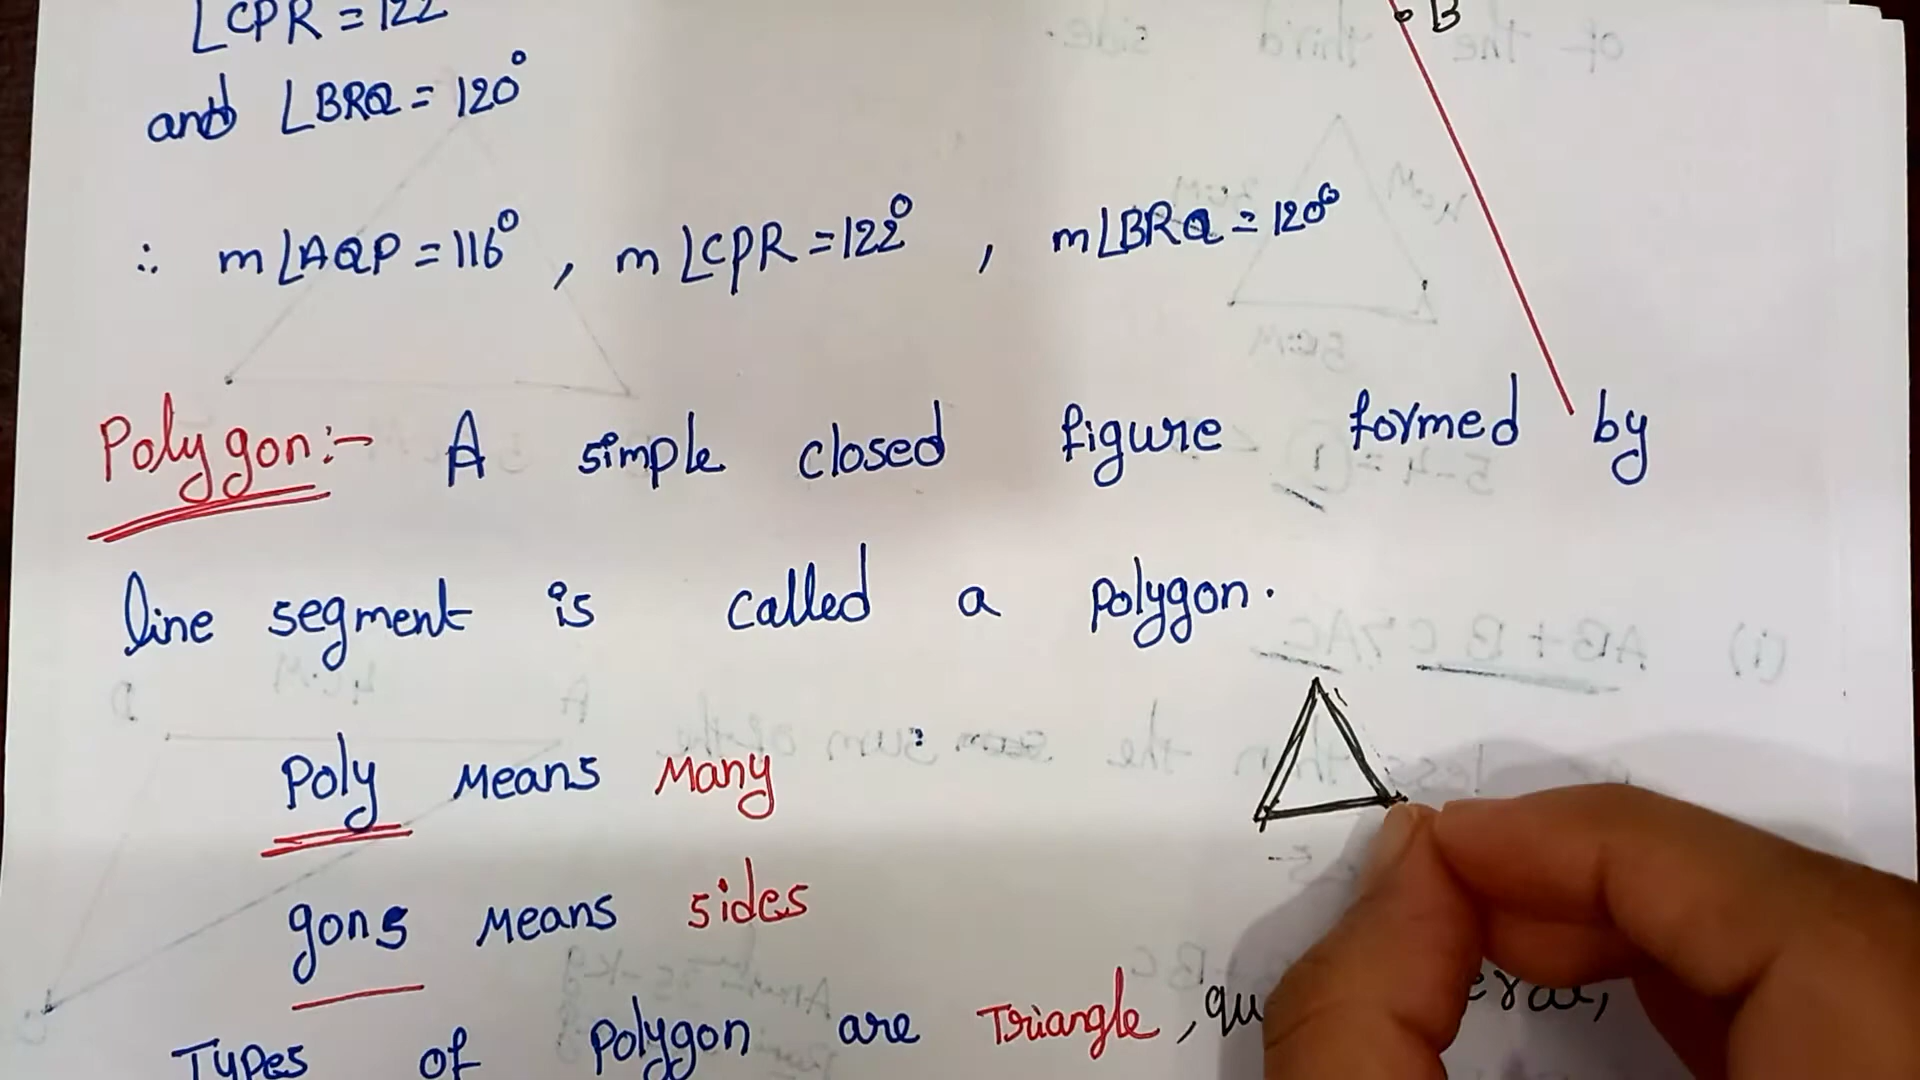 ∠CPR = 122
and ∠BRQ = 120°
B
∴ m∠AQP = 116°, m∠CPR = 122°, m∠BRQ = 120°
Polygon:- A simple closed figure formed by
line segment is called a polygon.
Poly means Many
gons means sides
Types of polygon are Triangle,